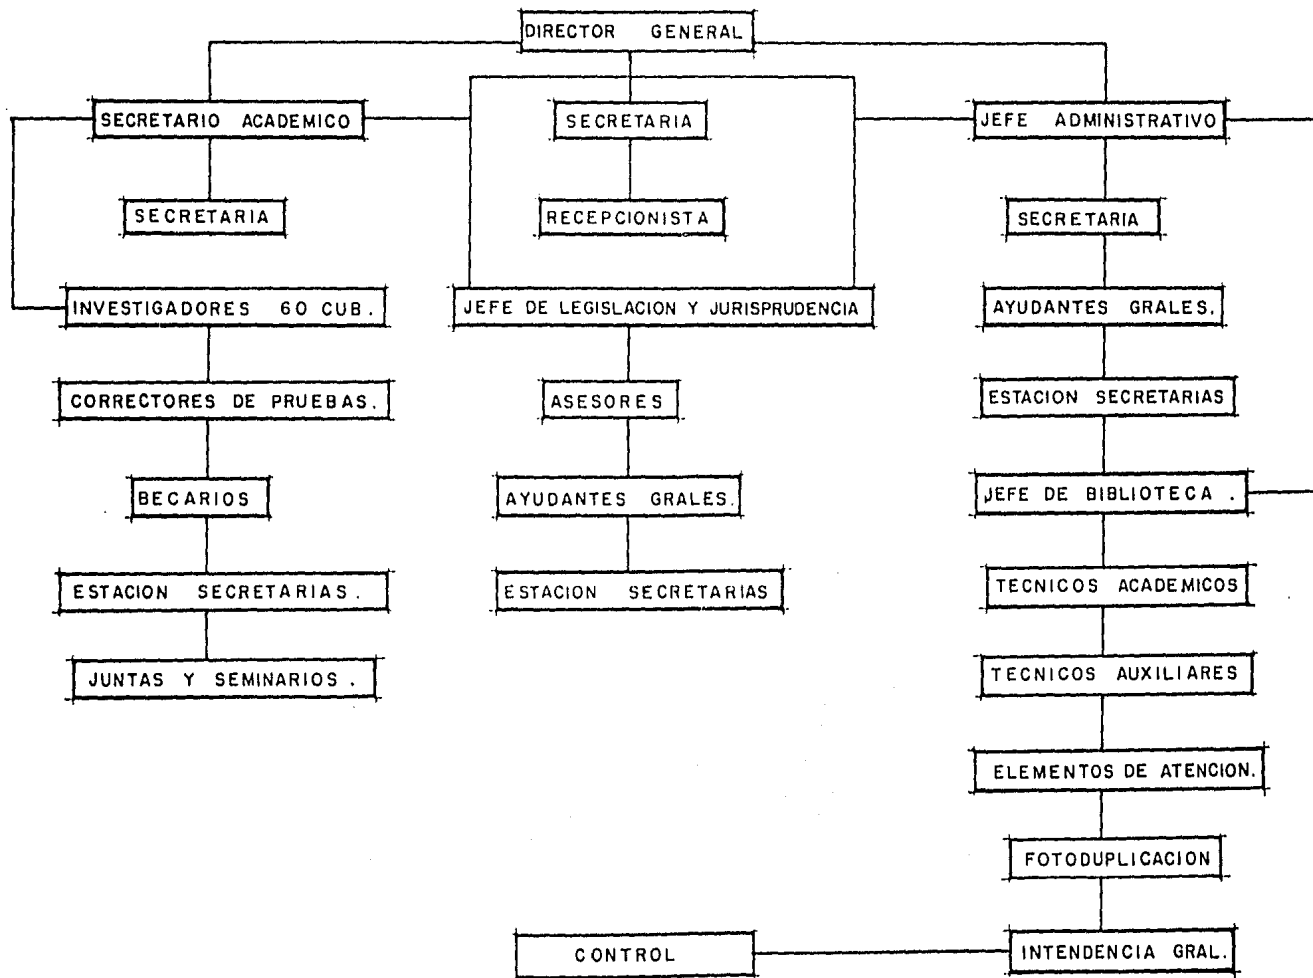 DIRECTOR GENERAL
SECRETARIO ACADEMICO
SECRETARIA
JEFE ADMINISTRATIVO
SECRETARIA
RECEPCIONISTA
SECRETARIA
INVESTIGADORES 60 CUB.
JEFE DE LEGISLACION Y JURISPRUDENCIA
AYUDANTES GRALES.
CORRECTORES DE PRUEBAS.
ASESORES
ESTACION SECRETARIAS
BECARIOS
AYUDANTES GRALES.
JEFE DE BIBLIOTECA .
ESTACION SECRETARIAS .
ESTACION SECRETARIAS
TECNICOS ACADEMICOS
JUNTAS Y SEMINARIOS .
TECNICOS AUXILIARES
ELEMENTOS DE ATENCION.
FOTODUPLICACION
CONTROL
INTENDENCIA GRAL.